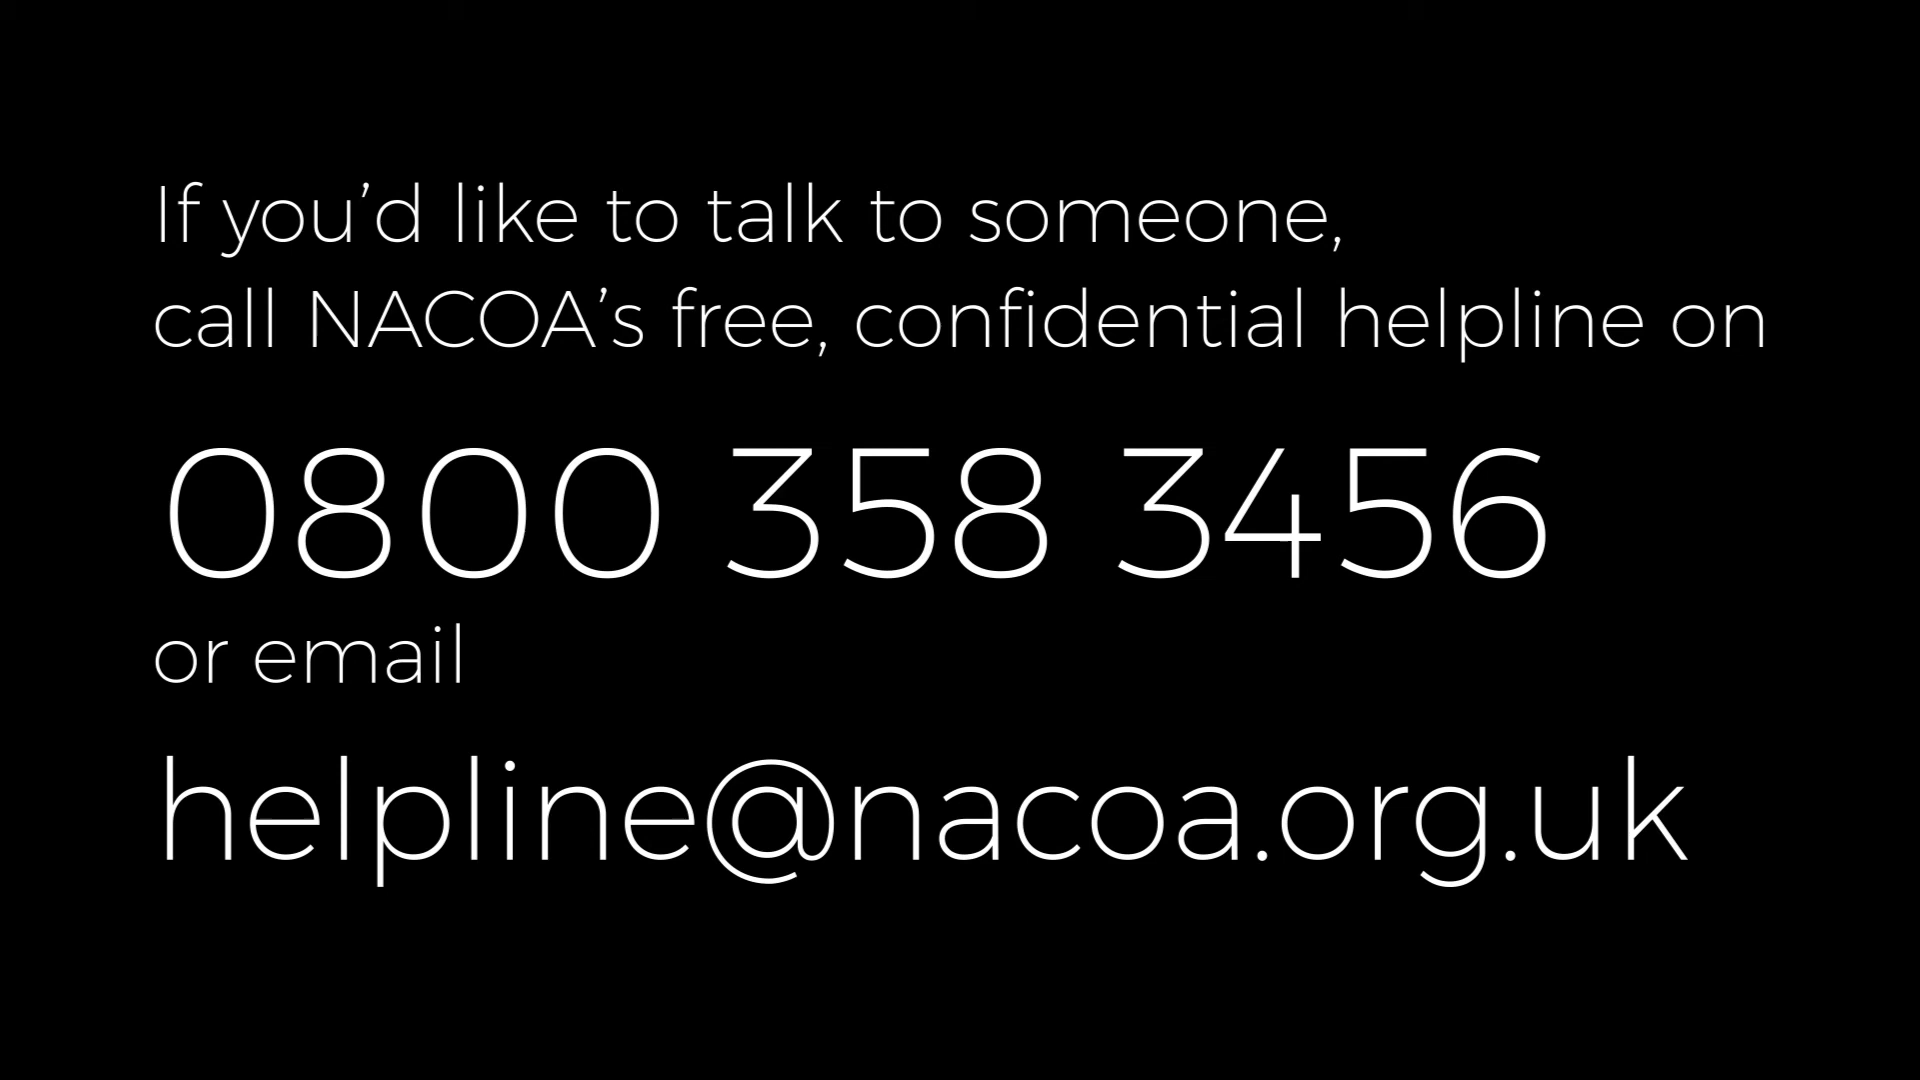 If you’d like to talk to someone,
call NACOA’s free, confidential helpline on
0800 358 3456
or email
helpline@nacoa.org.uk